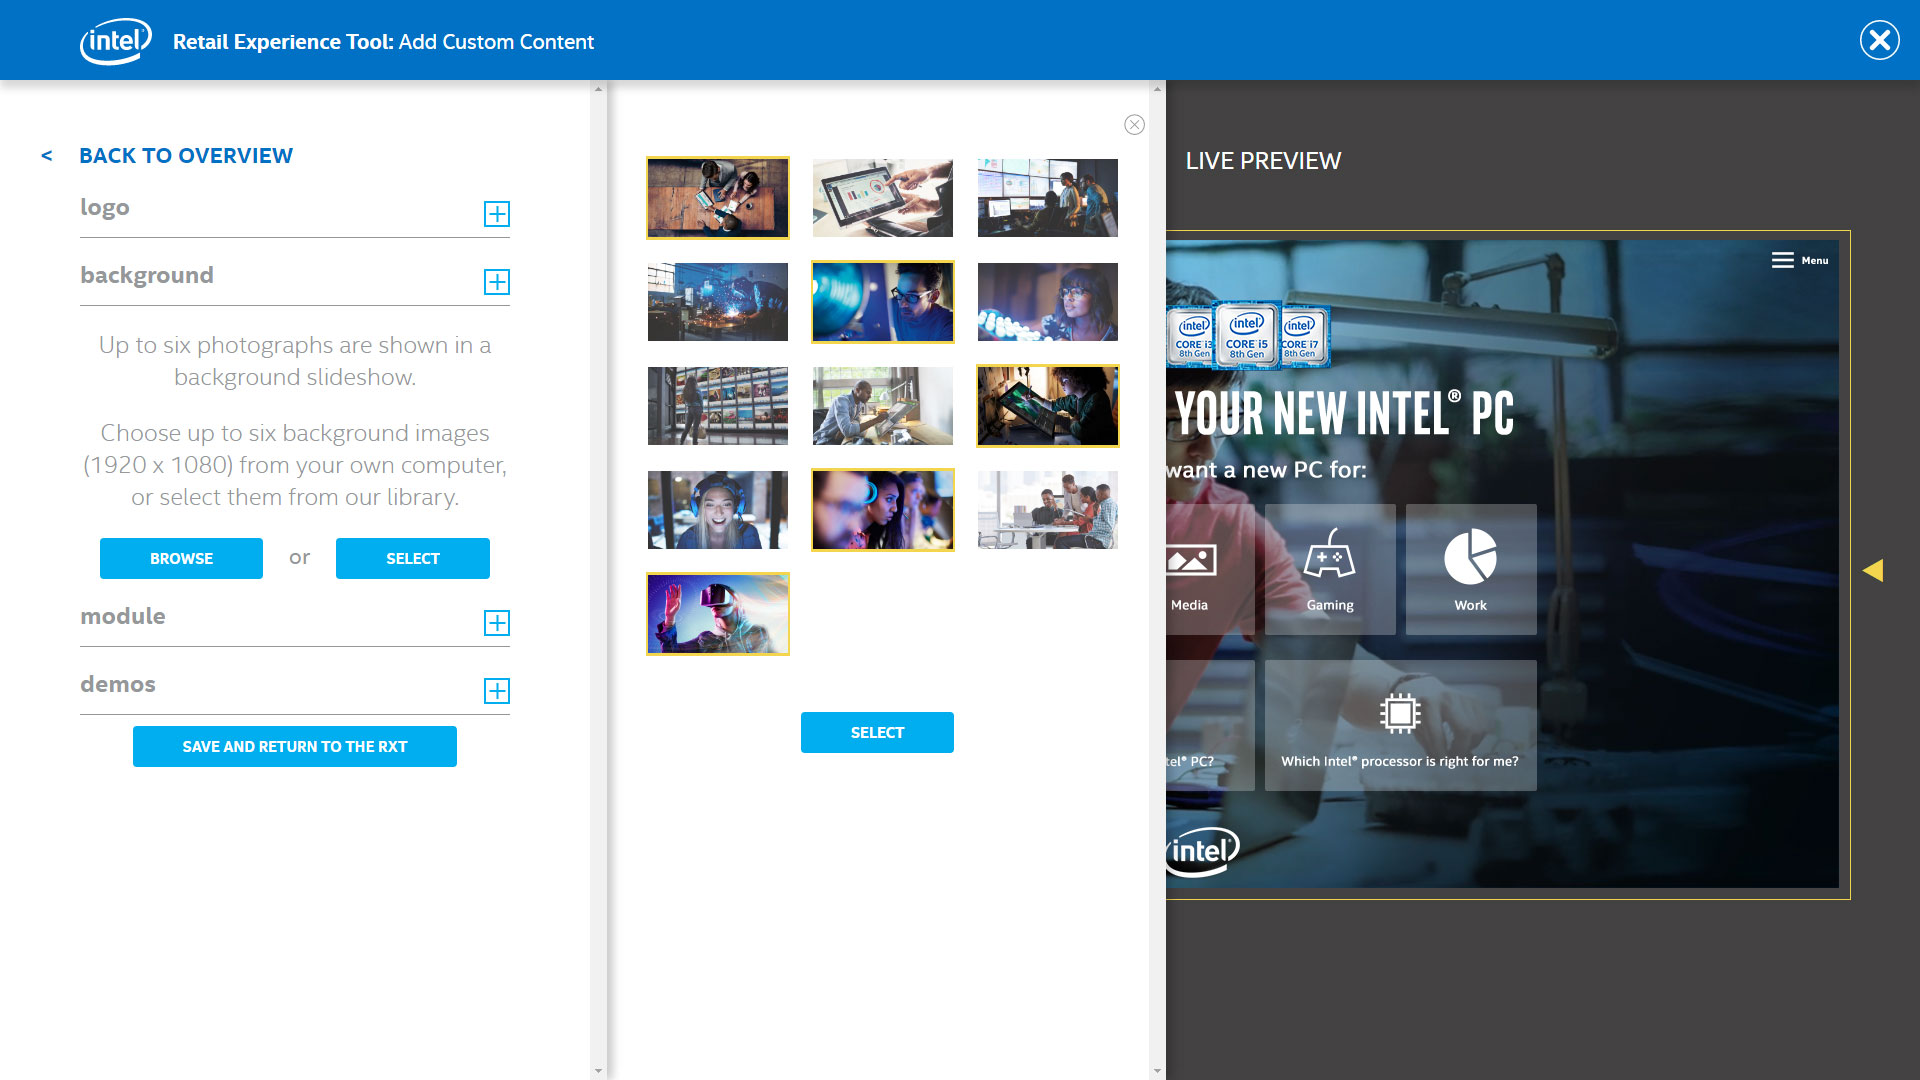 intel
Retail Experience Tool: Add Custom Content
< BACK TO OVERVIEW
logo
background
Up to six photographs are shown in a
background slideshow.
Choose up to six background images
(1920 x 1080) from your own computer,
or select them from our library.
BROWSE
or
SELECT
module
demos
SAVE AND RETURN TO THE RXT
SELECT
LIVE PREVIEW
Menu
intel
CORE i3
8th Gen
intel
CORE i5
8th Gen
intel
CORE i7
8th Gen
YOUR NEW INTEL® PC
want a new PC for:
Media
Gaming
Work
tel® PC?
Which Intel® processor is right for me?
intel